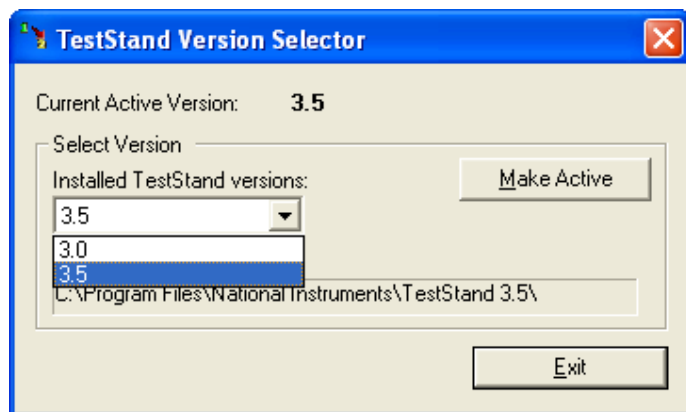 TestStand Version Selector
Current Active Version: 3.5
Select Version
Installed TestStand versions:
Make Active
3.5
3.0
3.5
C:\Program Files\National Instruments\TestStand 3.5\
Exit